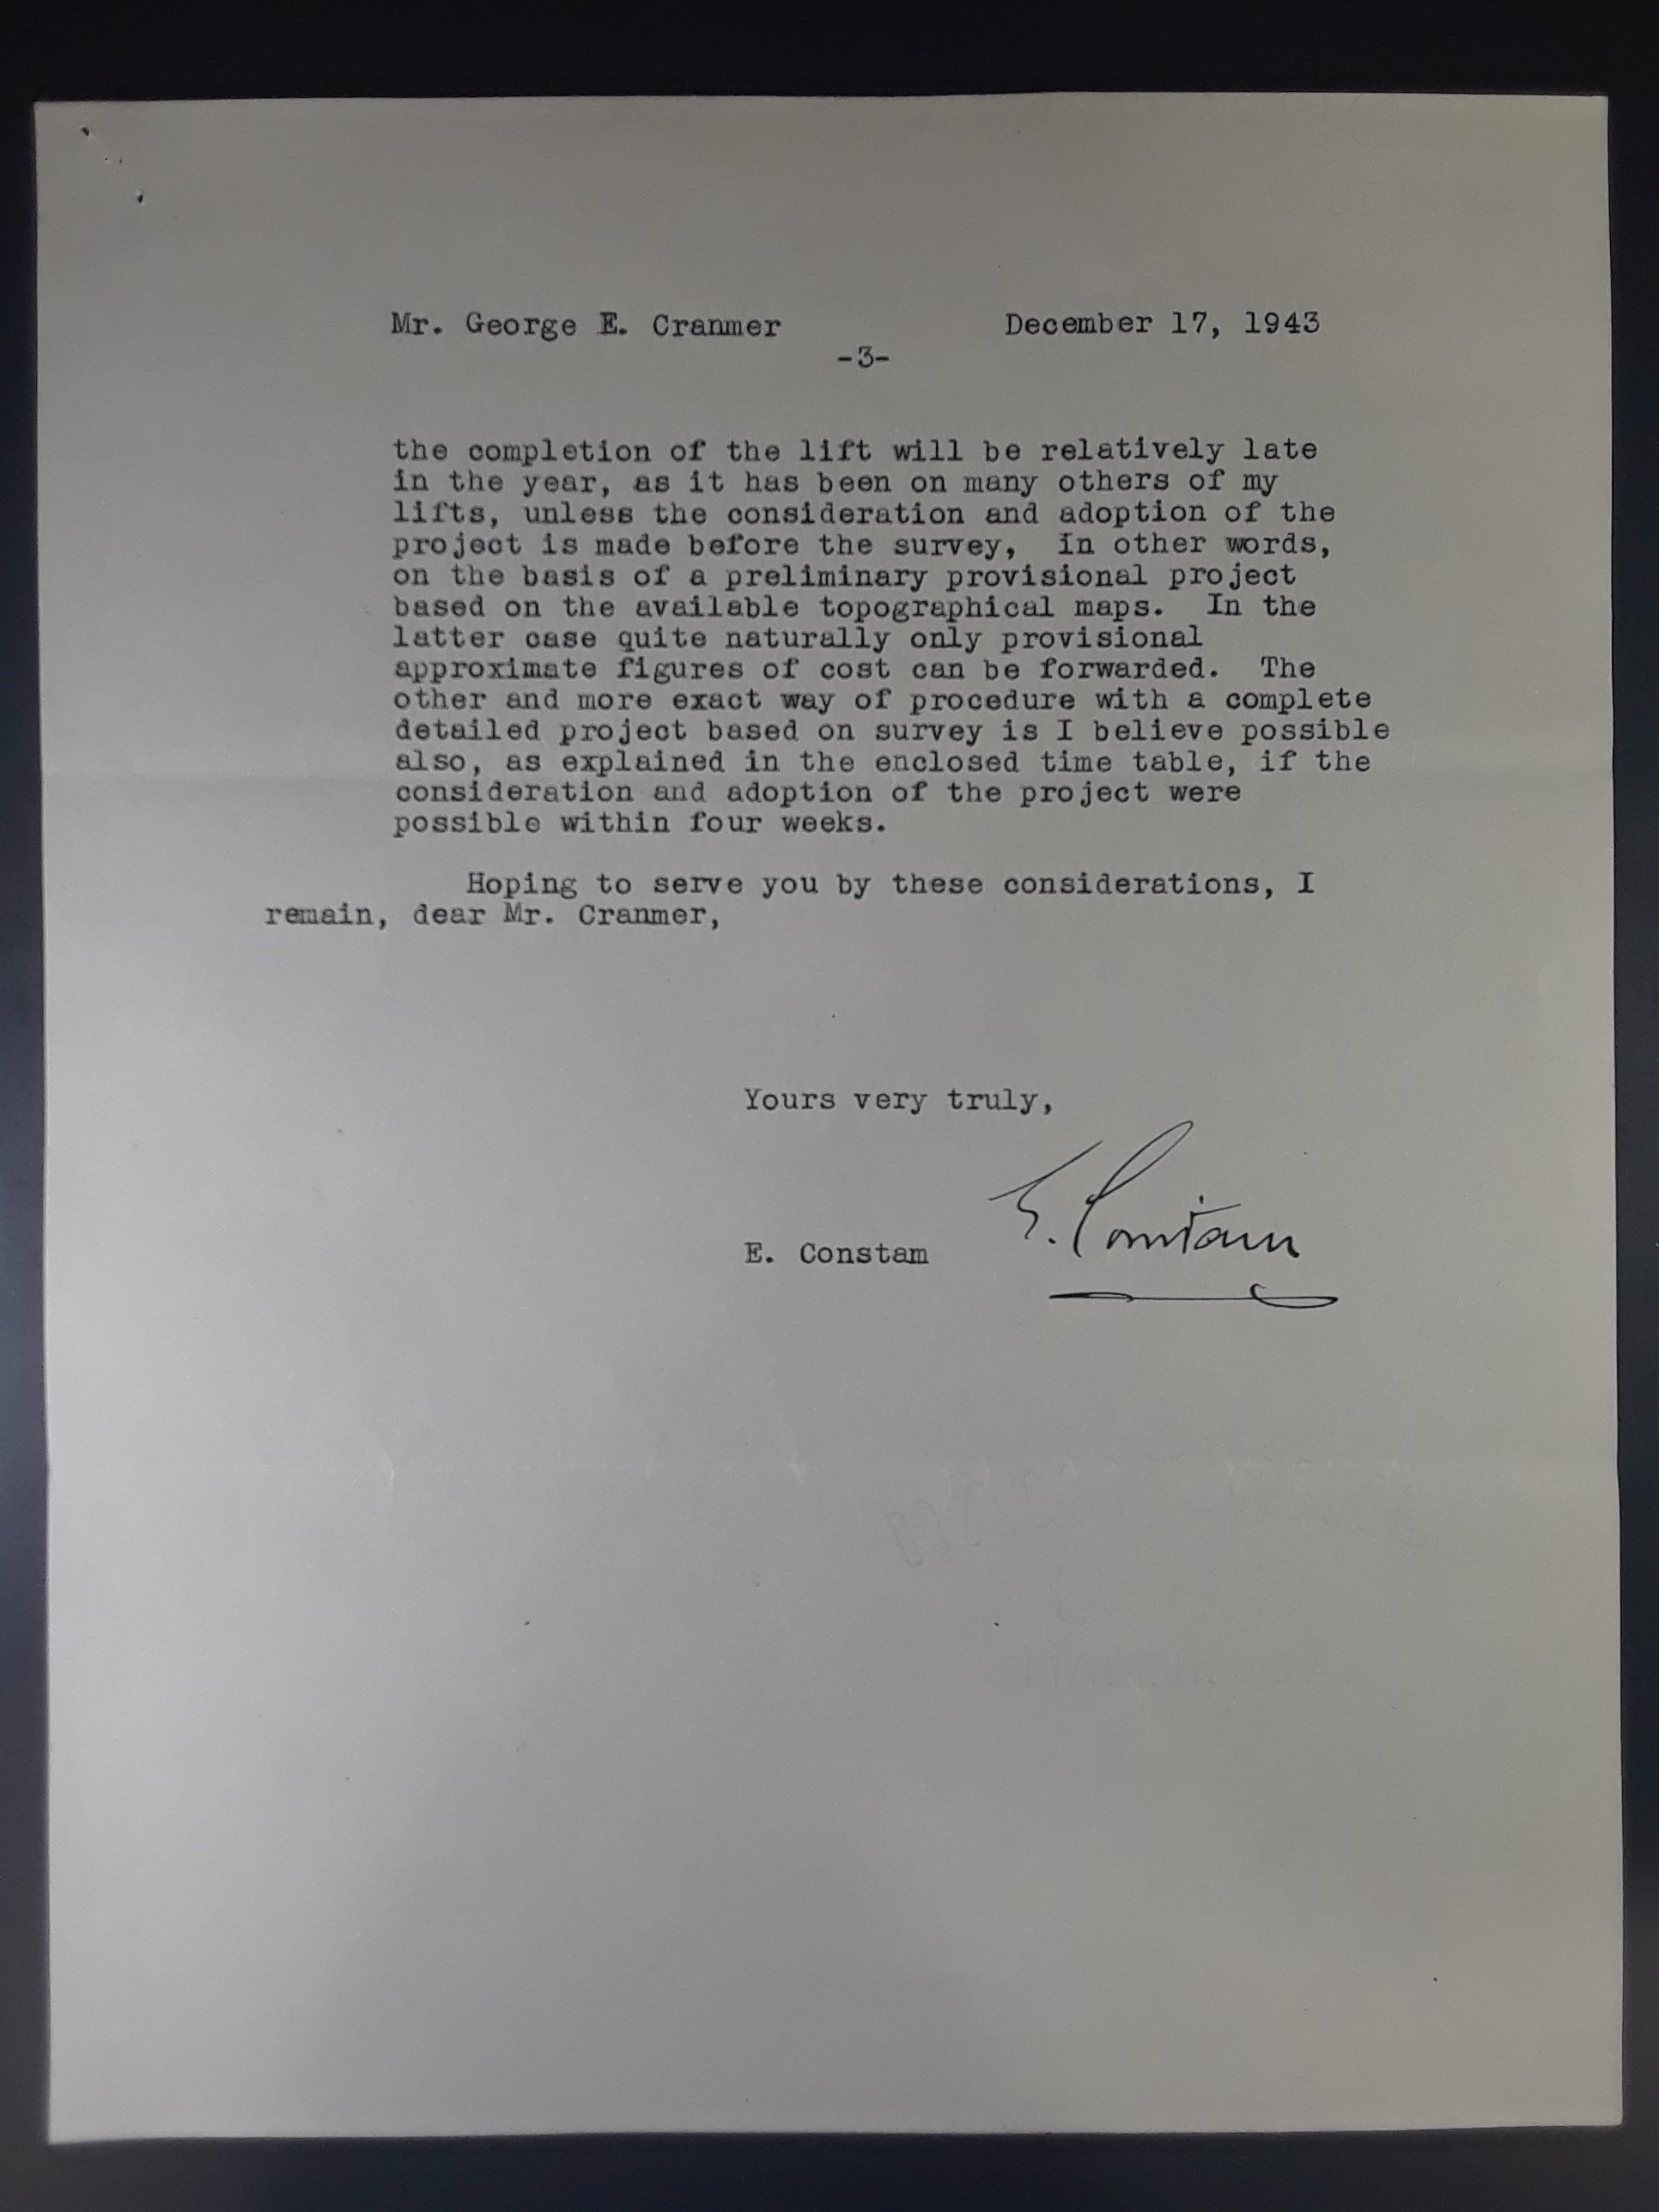 Mr. George E. Cranmer December 17, 1943
-3-
the completion of the lift will be relatively late
in the year, as it has been on many others of my
lifts, unless the consideration and adoption of the
project is made before the survey, in other words,
on the basis of a preliminary provisional project
based on the available topographical maps. In the
latter case quite naturally only provisional
approximate figures of cost can be forwarded. The
other and more exact way of procedure with a complete
detailed project based on survey is I believe possible
also, as explained in the enclosed time table, if the
consideration and adoption of the project were
possible within four weeks.
Hoping to serve you by these considerations, I
remain, dear Mr. Cranmer,
Yours very truly,
E. Constam
E. Constam